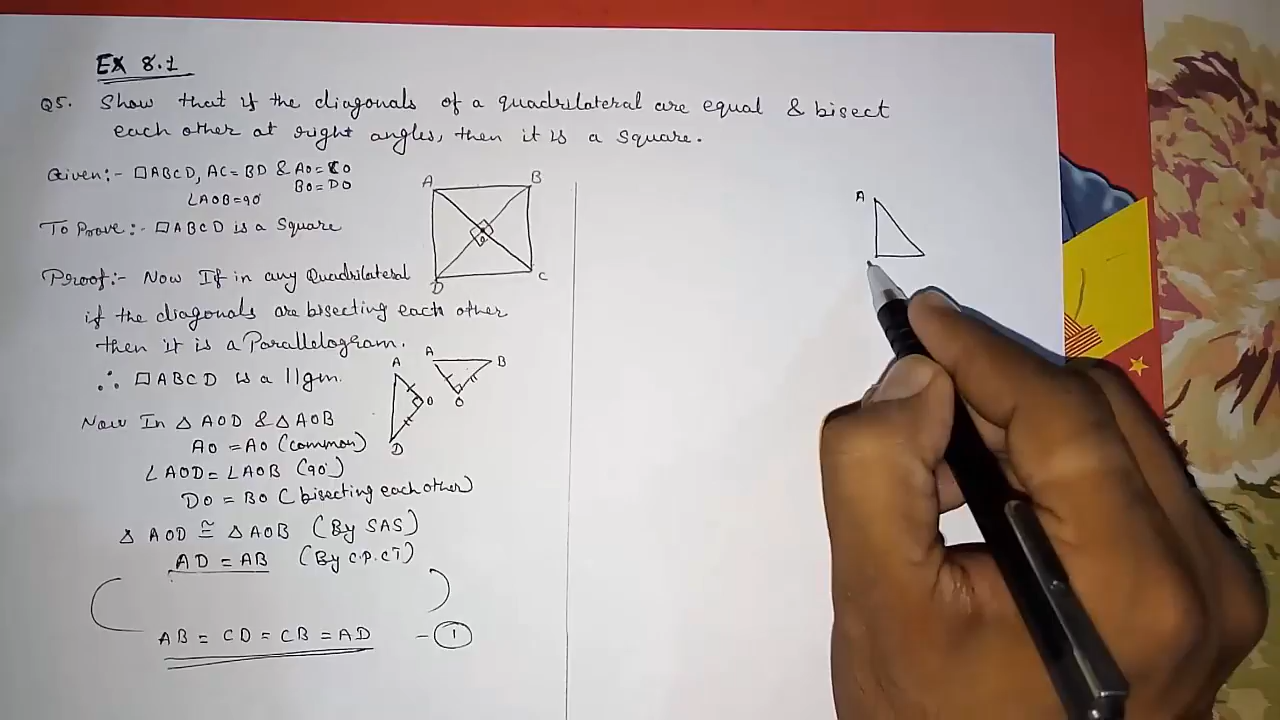 EX 8.1
Q5. Show that if the diagonals of a quadrilateral are equal & bisect
each other at right angles, then it is a square.
Given:- □ABCD, AC=BD & AO=CO
BO=DO
∠AOB=90°
To Prove:- □ABCD is a Square
Proof:- Now If in any Quadrilateral
if the diagonals are bisecting each other
then it is a Parallelogram.
∴ □ABCD is a ||gm.
Now In △AOD & △AOB
AO = AO (common)
∠AOD = ∠AOB (90°)
DO = BO (bisecting each other)
△ AOD ≅ △AOB (By SAS)
AD = AB (By C.P.CT)
AB = CD = CB = AD - ①
A
B
O
D
C
A
O
D
A
B
O
A